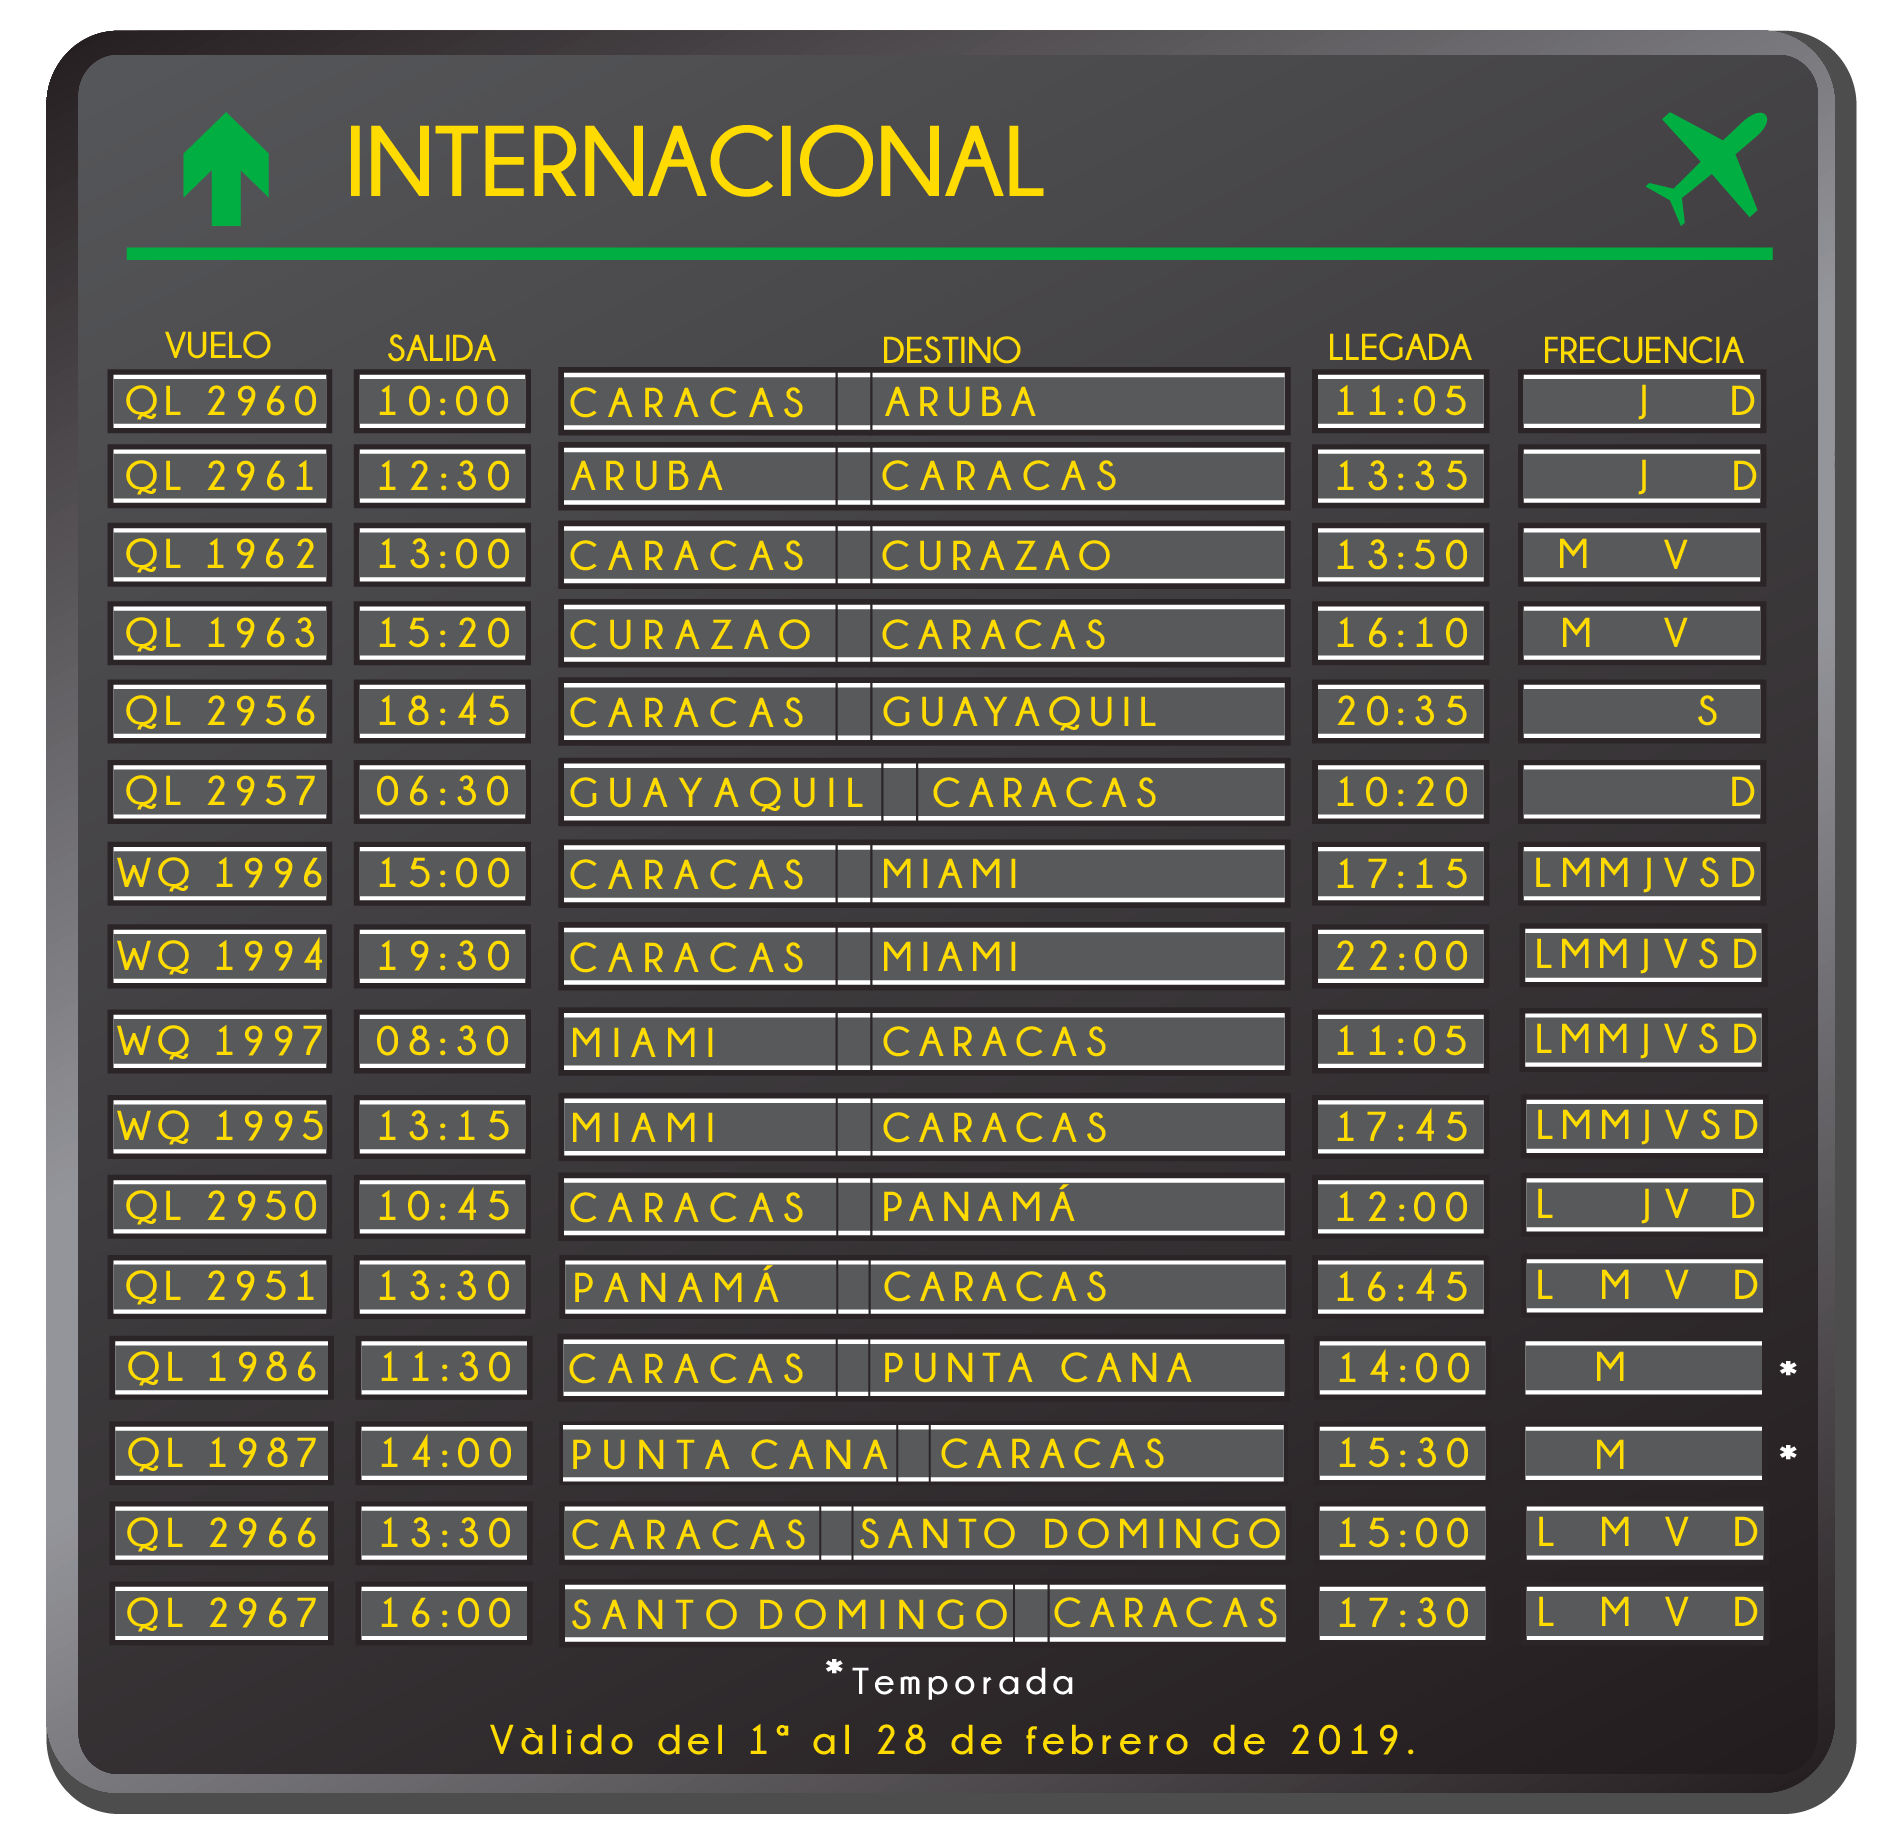 INTERNACIONAL
VUELO SALIDA DESTINO LLEGADA FRECUENCIA
QL 2960 10:00 CARACAS ARUBA 11:05 J D
QL 2961 12:30 ARUBA CARACAS 13:35 J D
QL 1962 13:00 CARACAS CURAZAO 13:50 M V
QL 1963 15:20 CURAZAO CARACAS 16:10 M V
QL 2956 18:45 CARACAS GUAYAQUIL 20:35 S
QL 2957 06:30 GUAYAQUIL CARACAS 10:20 D
WQ 1996 15:00 CARACAS MIAMI 17:15 LMMJVSD
WQ 1994 19:30 CARACAS MIAMI 22:00 LMMJVSD
WQ 1997 08:30 MIAMI CARACAS 11:05 LMMJVSD
WQ 1995 13:15 MIAMI CARACAS 17:45 LMMJVSD
QL 2950 10:45 CARACAS PANAMÁ 12:00 L JV D
QL 2951 13:30 PANAMÁ CARACAS 16:45 L M V D
QL 1986 11:30 CARACAS PUNTA CANA 14:00 M *
QL 1987 14:00 PUNTA CANA CARACAS 15:30 M *
QL 2966 13:30 CARACAS SANTO DOMINGO 15:00 L M V D
QL 2967 16:00 SANTO DOMINGO CARACAS 17:30 L M V D
*Temporada
Vàlido del 1ª al 28 de febrero de 2019.